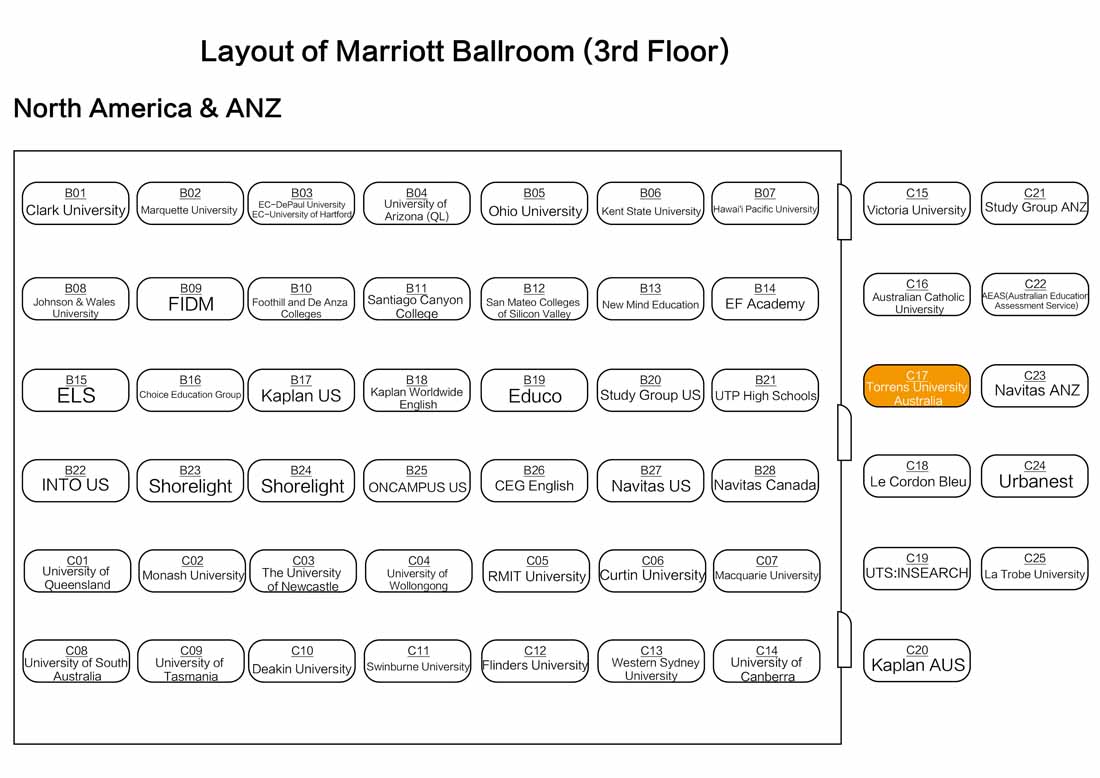 Layout of Marriott Ballroom (3rd Floor)
North America & ANZ
B01
Clark University
B02
Marquette University
B03
EC-DePaul University
EC-University of Hartford
B04
University of
Arizona (QL)
B05
Ohio University
B06
Kent State University
B07
Hawai'i Pacific University
C15
Victoria University
C21
Study Group ANZ
B08
Johnson & Wales
University
B09
FIDM
B10
Foothill and De Anza
Colleges
B11
Santiago Canyon
College
B12
San Mateo Colleges
of Silicon Valley
B13
New Mind Education
B14
EF Academy
C16
Australian Catholic
University
C22
AEAS(Australian Education
Assessment Service)
B15
ELS
B16
Choice Education Group
B17
Kaplan US
B18
Kaplan Worldwide
English
B19
Educo
B20
Study Group US
B21
UTP High Schools
C17
Torrens University
Australia
C23
Navitas ANZ
B22
INTO US
B23
Shorelight
B24
Shorelight
B25
ONCAMPUS US
B26
CEG English
B27
Navitas US
B28
Navitas Canada
C18
Le Cordon Bleu
C24
Urbanest
C01
University of
Queensland
C02
Monash University
C03
The University
of Newcastle
C04
University of
Wollongong
C05
RMIT University
C06
Curtin University
C07
Macquarie University
C19
UTS:INSEARCH
C25
La Trobe University
C08
University of South
Australia
C09
University of
Tasmania
C10
Deakin University
C11
Swinburne University
C12
Flinders University
C13
Western Sydney
University
C14
University of
Canberra
C20
Kaplan AUS